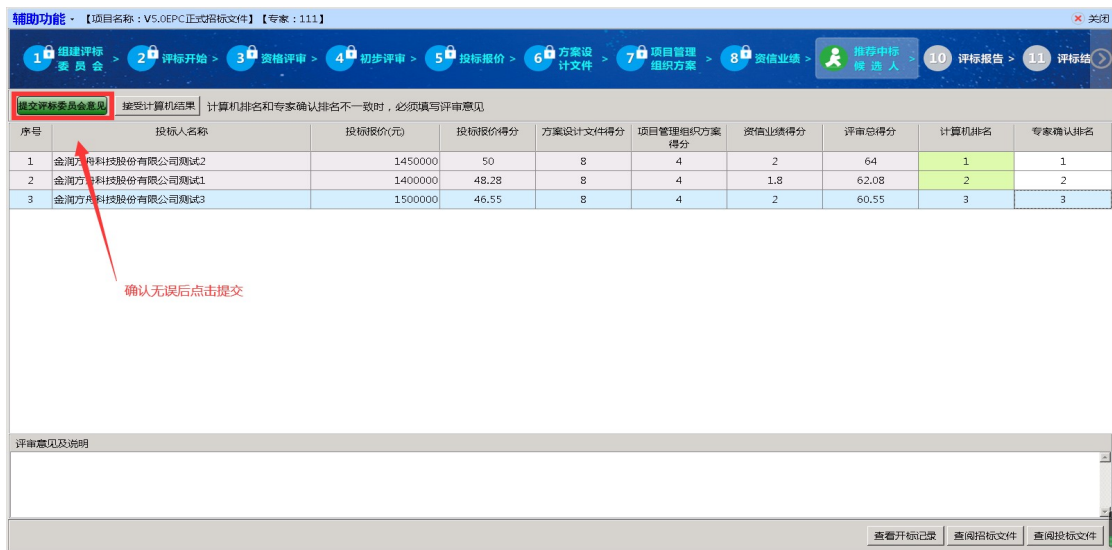 辅助功能 - 【项目名称：V5.0EPC正式招标文件】【专家：111】 关闭
1 组建评标委员会 > 2 评标开始 > 3 资格评审 > 4 初步评审 > 5 投标报价 > 6 方案设计文件 > 7 项目管理组织方案 > 8 资信业绩 > 推荐中标候选人 > 10 评标报告 > 11 评标结
提交评标委员会意见 接受计算机结果 计算机排名和专家确认排名不一致时，必须填写评审意见
序号 投标人名称 投标报价(元) 投标报价得分 方案设计文件得分 项目管理组织方案得分 资信业绩得分 评审总得分 计算机排名 专家确认排名
1 金润方舟科技股份有限公司测试2 1450000 50 8 4 2 64 1 1
2 金润方舟科技股份有限公司测试1 1400000 48.28 8 4 1.8 62.08 2 2
3 金润方舟科技股份有限公司测试3 1500000 46.55 8 4 2 60.55 3 3
确认无误后点击提交
评审意见及说明
查看开标记录 查阅招标文件 查阅投标文件